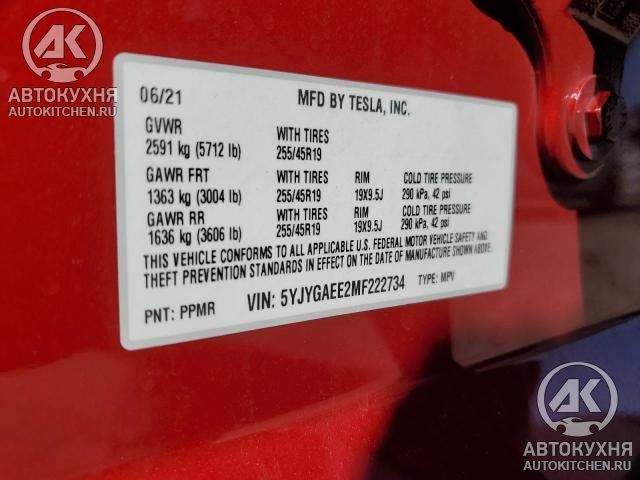 AK
АВТОКУХНЯ
AUTOKITCHEN.RU
06/21 MFD BY TESLA, INC.
GVWR WITH TIRES
2591 kg (5712 lb) 255/45R19
GAWR FRT WITH TIRES RIM COLD TIRE PRESSURE
1363 kg (3004 lb) 255/45R19 19X9.5J 290 kPa, 42 psi
GAWR RR WITH TIRES RIM COLD TIRE PRESSURE
1636 kg (3606 lb) 255/45R19 19X9.5J 290 kPa, 42 psi
THIS VEHICLE CONFORMS TO ALL APPLICABLE U.S. FEDERAL MOTOR VEHICLE SAFETY AND
THEFT PREVENTION STANDARDS IN EFFECT ON THE DATE OF MANUFACTURE SHOWN ABOVE.
PNT: PPMR VIN: 5YJYGAEE2MF222734 TYPE: MPV
AK
АВТОКУХНЯ
AUTOKITCHEN.RU